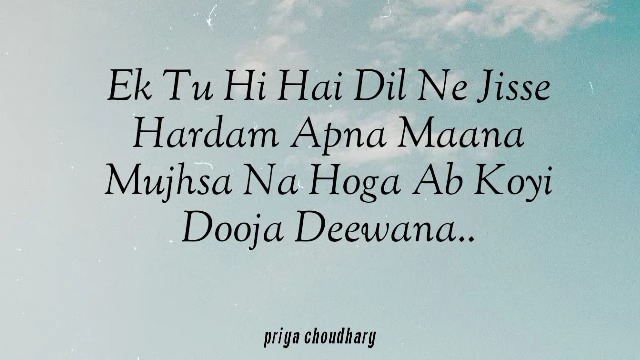 Ek Tu Hi Hai Dil Ne Jisse
Hardam Apna Maana
Mujhsa Na Hoga Ab Koyi
Dooja Deewana..
priya choudhary